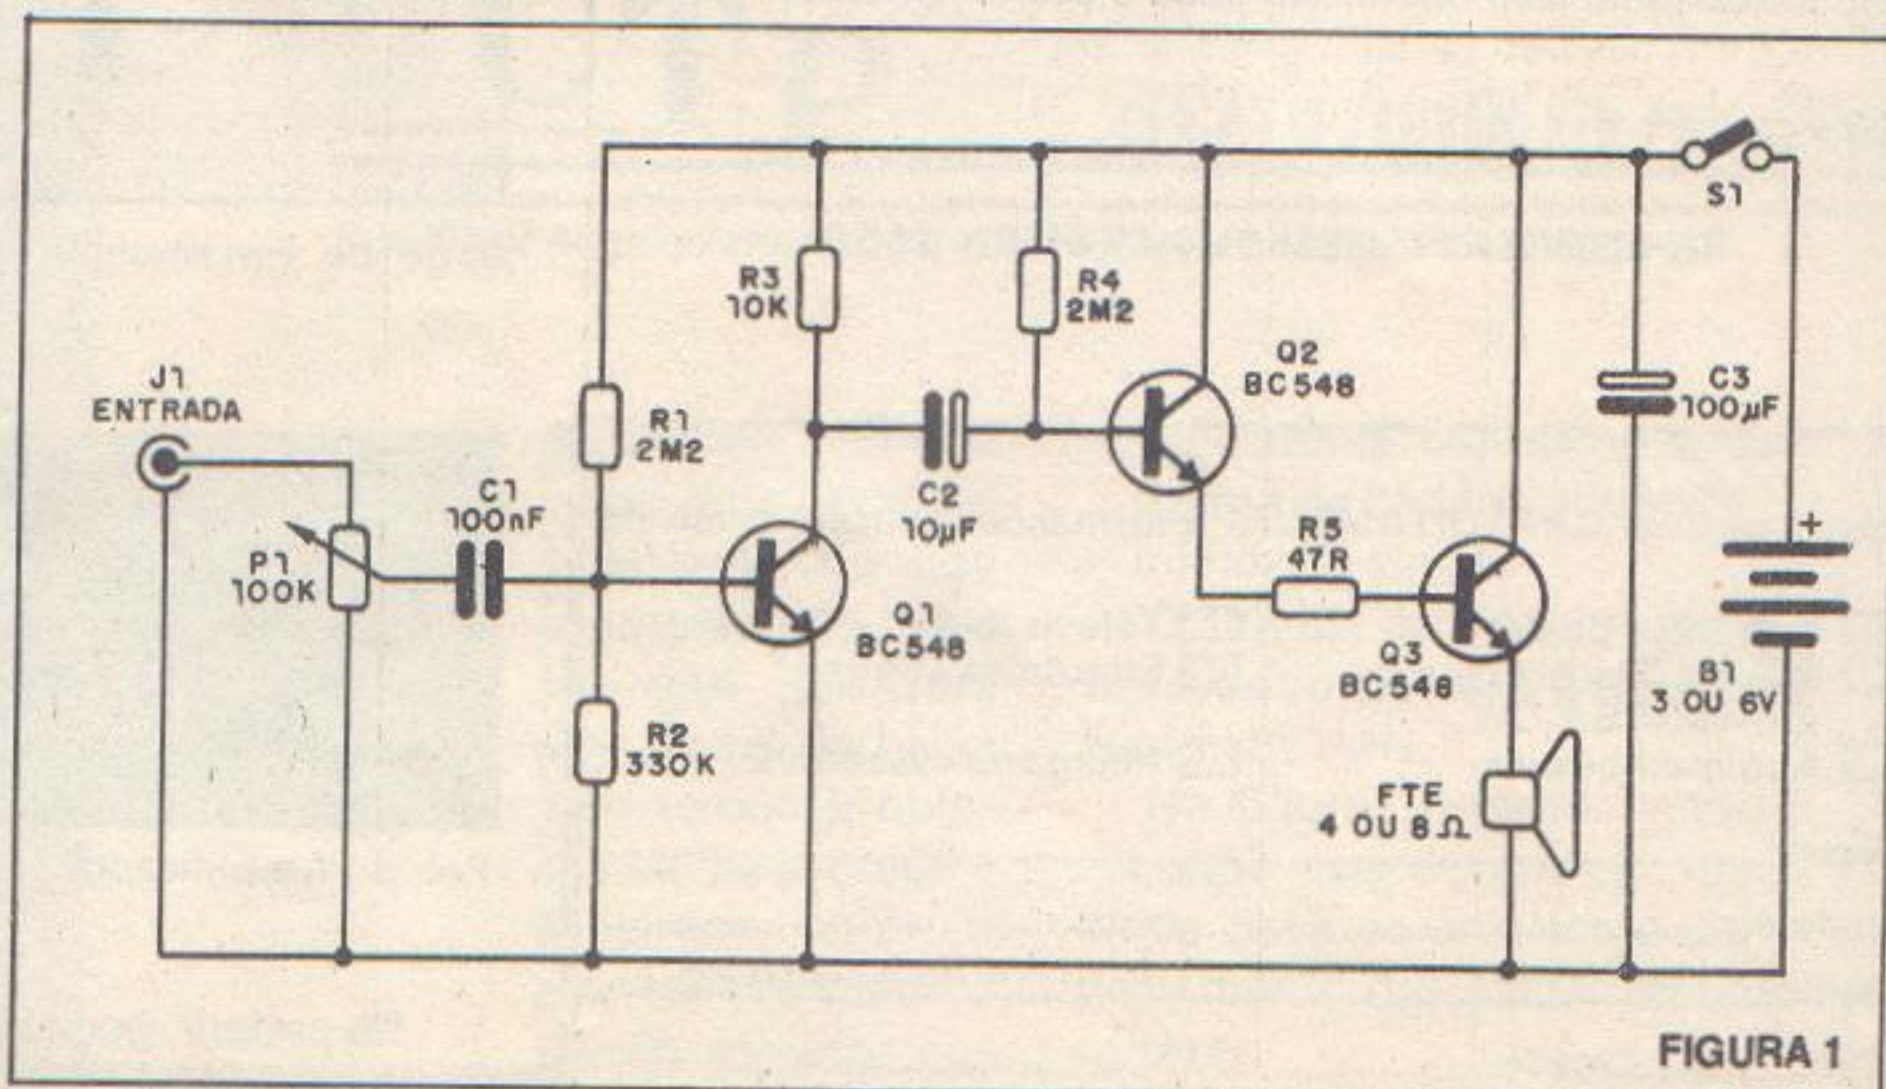 J1
ENTRADA
P1
100K
C1
100nF
R1
2M2
R2
330K
R3
10K
Q1
BC548
C2
10µF
R4
2M2
Q2
BC548
R5
47R
Q3
BC548
FTE
4 OU 8Ω
S1
C3
100µF
+
B1
3 OU 6V
FIGURA 1